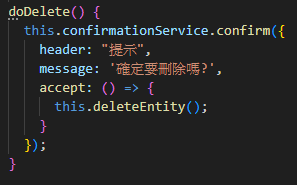 doDelete() {
  this.confirmationService.confirm({
    header: "提示",
    message: '確定要刪除嗎?',
    accept: () => {
      this.deleteEntity();
    }
  });
}